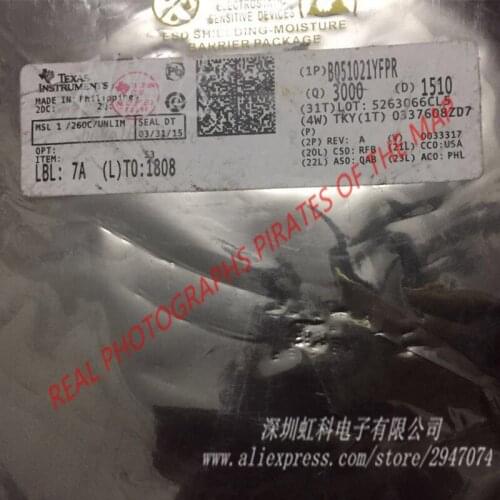 ELECTROSTATIC
SENSITIVE DEVICES
ESD SHIELDING-MOISTURE
BARRIER PACKAGE
TEXAS
INSTRUMENTS
MADE IN: Philippines
2DC:
MSL 1 /260C/UNLIM
SEAL DT
03/31/15
OPT:
ITEM:
53
LBL: 7A (L)TO:1808
(1P) BQ51021YFPR
(Q) 3000 (D) 1510
(31T)LOT: 5263066CL5
(4W) TKY(1T) 0337608ZD7
(P)
(2P) REV: A (V) 0033317
(20L) CSO: RFB (21L) CCO:USA
(22L) ASO: QAB (23L) ACO: PHL
REAL PHOTOGRAPHS PIRATES OF THE MAP
深圳虹科电子有限公司
www.aliexpress.com/store/2947074